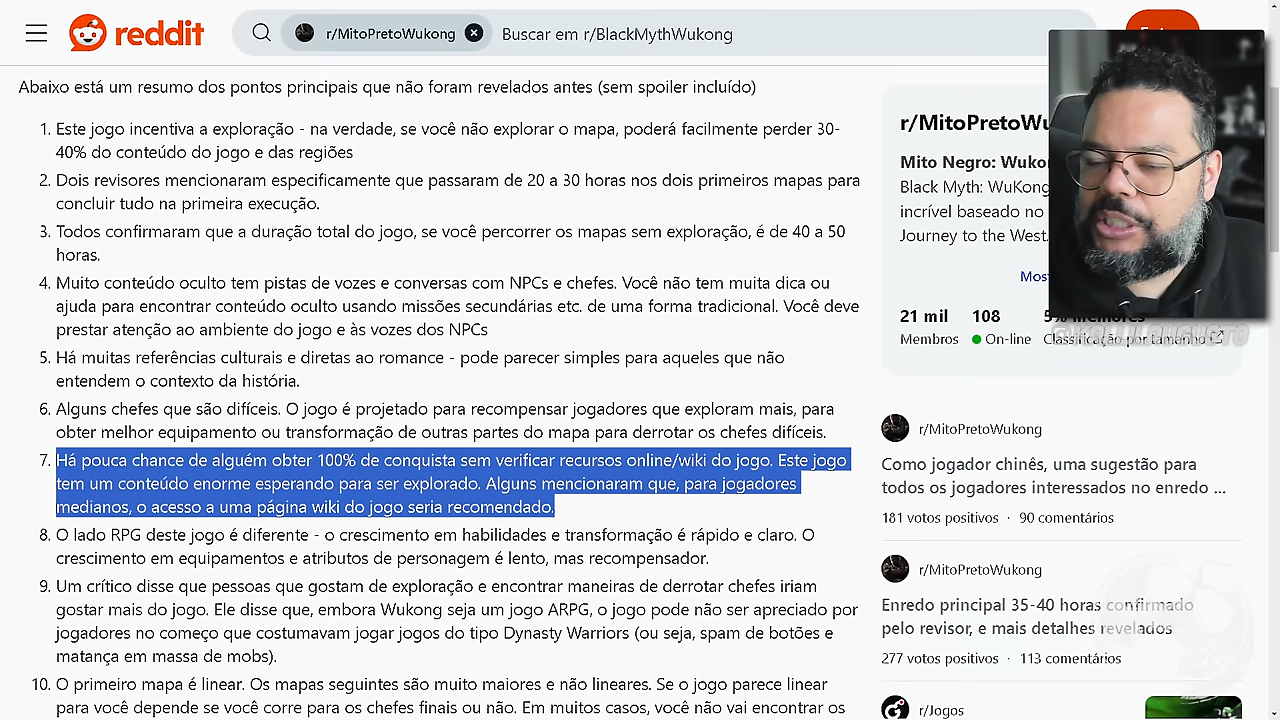 reddit
r/MitoPretoWukong
Buscar em r/BlackMythWukong
Abaixo está um resumo dos pontos principais que não foram revelados antes (sem spoiler incluído)
1. Este jogo incentiva a exploração - na verdade, se você não explorar o mapa, poderá facilmente perder 30-
40% do conteúdo do jogo e das regiões
2. Dois revisores mencionaram especificamente que passaram de 20 a 30 horas nos dois primeiros mapas para
concluir tudo na primeira execução.
3. Todos confirmaram que a duração total do jogo, se você percorrer os mapas sem exploração, é de 40 a 50
horas.
4. Muito conteúdo oculto tem pistas de vozes e conversas com NPCs e chefes. Você não tem muita dica ou
ajuda para encontrar conteúdo oculto usando missões secundárias etc. de uma forma tradicional. Você deve
prestar atenção ao ambiente do jogo e às vozes dos NPCs
5. Há muitas referências culturais e diretas ao romance - pode parecer simples para aqueles que não
entendem o contexto da história.
6. Alguns chefes que são difíceis. O jogo é projetado para recompensar jogadores que exploram mais, para
obter melhor equipamento ou transformação de outras partes do mapa para derrotar os chefes difíceis.
7. Há pouca chance de alguém obter 100% de conquista sem verificar recursos online/wiki do jogo. Este jogo
tem um conteúdo enorme esperando para ser explorado. Alguns mencionaram que, para jogadores
medianos, o acesso a uma página wiki do jogo seria recomendado.
8. O lado RPG deste jogo é diferente - o crescimento em habilidades e transformação é rápido e claro. O
crescimento em equipamentos e atributos de personagem é lento, mas recompensador.
9. Um crítico disse que pessoas que gostam de exploração e encontrar maneiras de derrotar chefes iriam
gostar mais do jogo. Ele disse que, embora Wukong seja um jogo ARPG, o jogo pode não ser apreciado por
jogadores no começo que costumavam jogar jogos do tipo Dynasty Warriors (ou seja, spam de botões e
matança em massa de mobs).
10. O primeiro mapa é linear. Os mapas seguintes são muito maiores e não lineares. Se o jogo parece linear
para você depende se você corre para os chefes finais ou não. Em muitos casos, você não vai encontrar os
r/MitoPretoWu
Mito Negro: Wukon
Black Myth: WuKong
incrível baseado no
Journey to the West.
Most
21 mil 108 5% melhores
Membros On-line Classificação por tamanho
r/MitoPretoWukong
Como jogador chinês, uma sugestão para
todos os jogadores interessados no enredo ...
181 votos positivos · 90 comentários
r/MitoPretoWukong
Enredo principal 35-40 horas confirmado
pelo revisor, e mais detalhes revelados
277 votos positivos · 113 comentários
r/Jogos